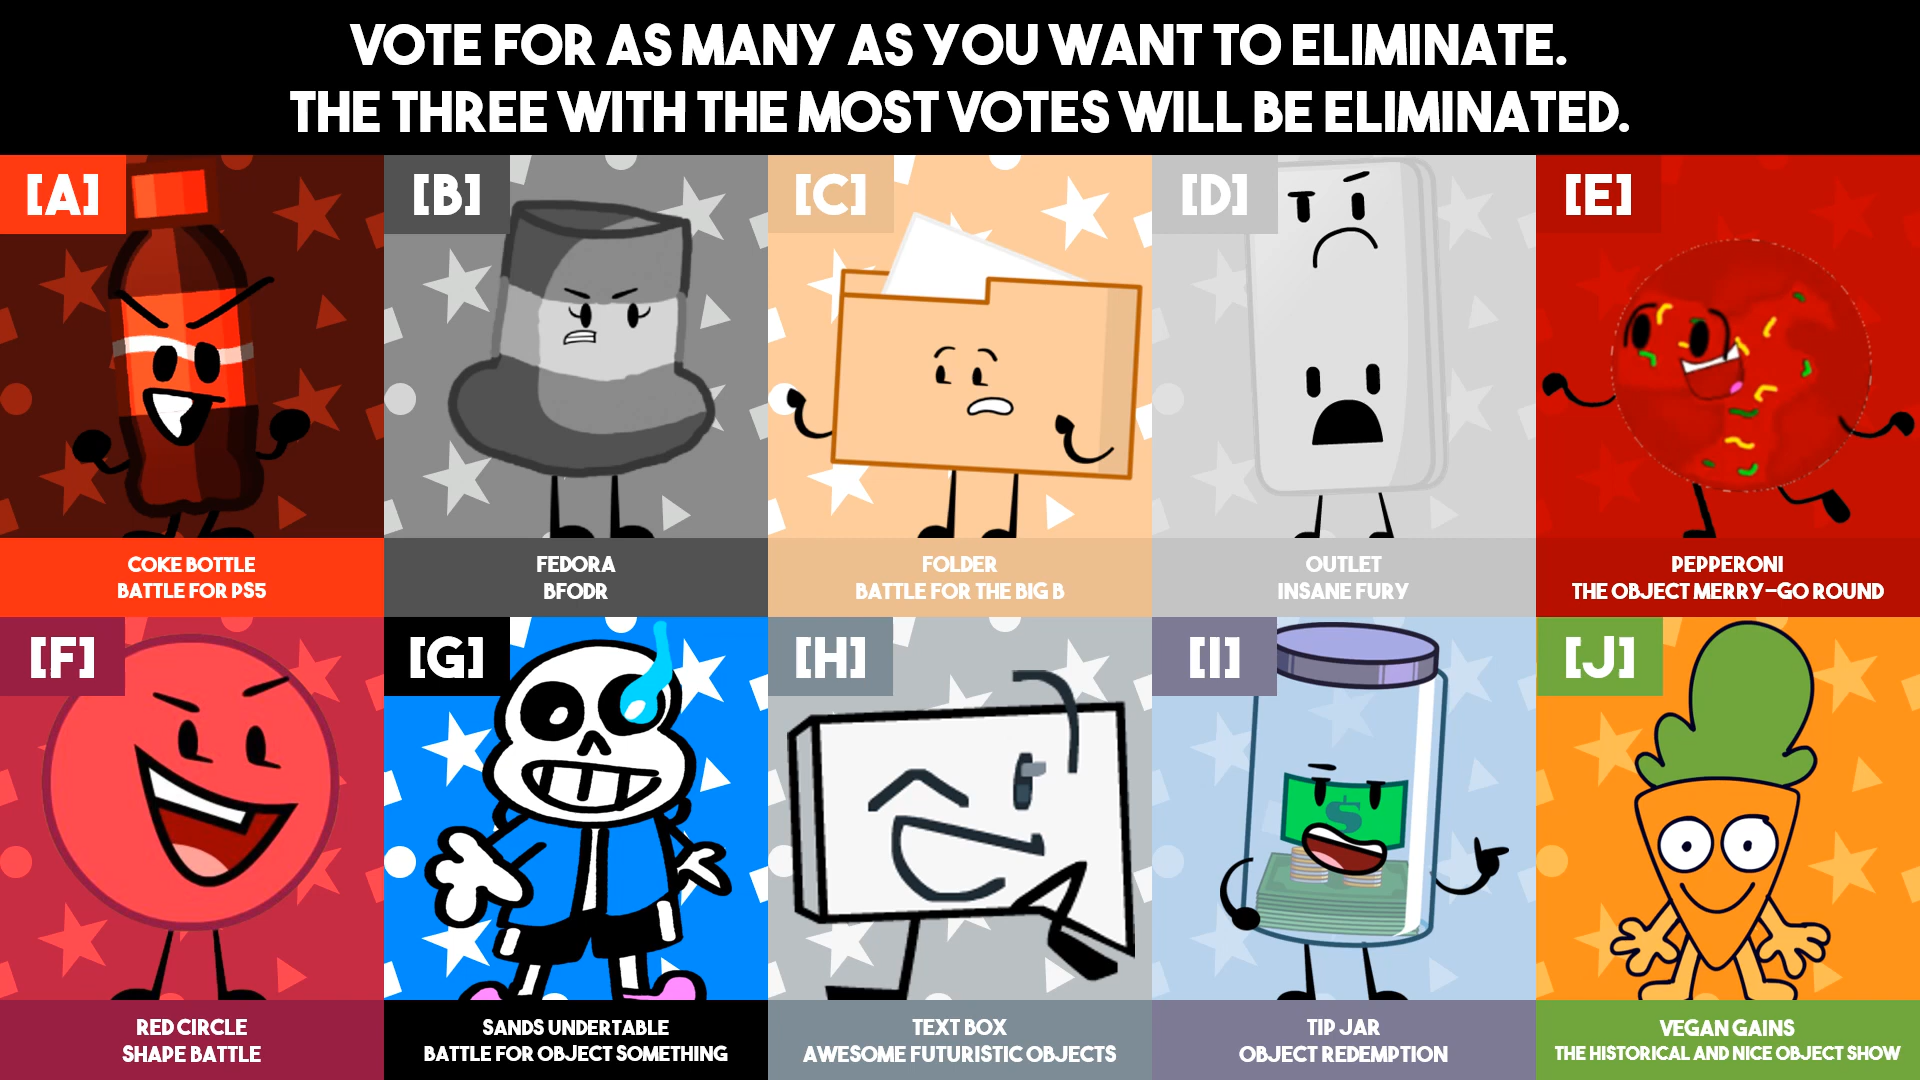 VOTE FOR AS MANY AS YOU WANT TO ELIMINATE.
THE THREE WITH THE MOST VOTES WILL BE ELIMINATED.
[A]
[B]
[C]
[D]
[E]
COKE BOTTLE
BATTLE FOR PS5
FEDORA
BFODR
FOLDER
BATTLE FOR THE BIG B
OUTLET
INSANE FURY
PEPPERONI
THE OBJECT MERRY-GO ROUND
[F]
[G]
[H]
[I]
[J]
$
RED CIRCLE
SHAPE BATTLE
SANDS UNDERTABLE
BATTLE FOR OBJECT SOMETHING
TEXT BOX
AWESOME FUTURISTIC OBJECTS
TIP JAR
OBJECT REDEMPTION
VEGAN GAINS
THE HISTORICAL AND NICE OBJECT SHOW